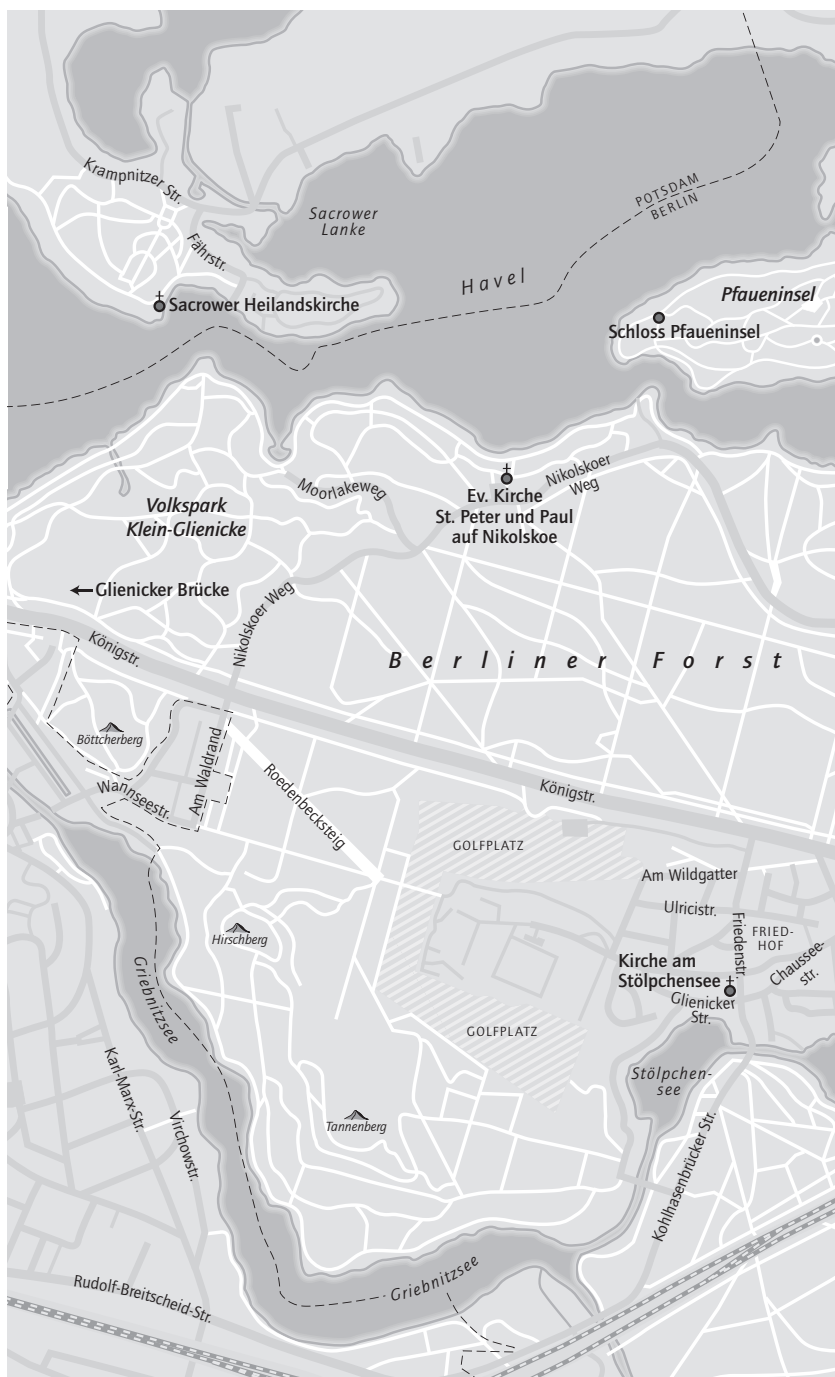 Krampnitzer Str.
Sacrower
Lanke
POTSDAM
BERLIN
Fährstr.
Havel
Pfaueninsel
Sacrower Heilandskirche
Schloss Pfaueninsel
Moorlakeweg
Nikolskoer
Weg
Ev. Kirche
St. Peter und Paul
auf Nikolskoe
Volkspark
Klein-Glienicke
Glienicker Brücke
Nikolskoer Weg
Königstr.
Berliner Forst
Böttcherberg
Am Waldrand
Wannseestr.
Roedenbecksteig
Königstr.
GOLFPLATZ
Am Wildgatter
Ulricistr.
Friedenstr.
FRIED-
HOF
Chaussee-
str.
Hirschberg
Kirche am
Stölpchensee
Glienicker
Str.
Griebnitzsee
GOLFPLATZ
Stölpchen-
see
Karl-Marx-Str.
Virchowstr.
Tannenberg
Kohlhasenbrücker Str.
Griebnitzsee
Rudolf-Breitscheid-Str.